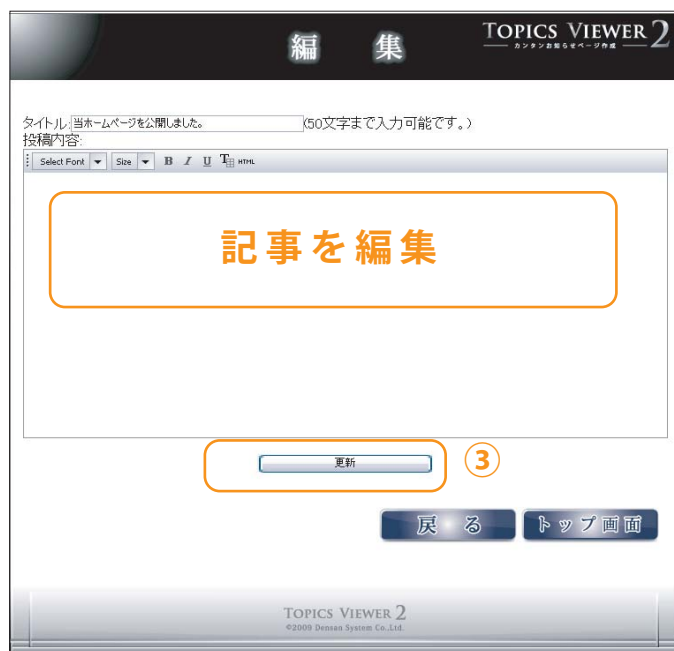 編 集
TOPICS VIEWER 2
カンタンお知らせページ作成
タイトル:当ホームページを公開しました。(50文字まで入力可能です。)
投稿内容:
Select Font Size B I U T HTML
記事を編集
更新
③
戻 る トップ画面
TOPICS VIEWER 2
©2009 Densan System Co.,Ltd.